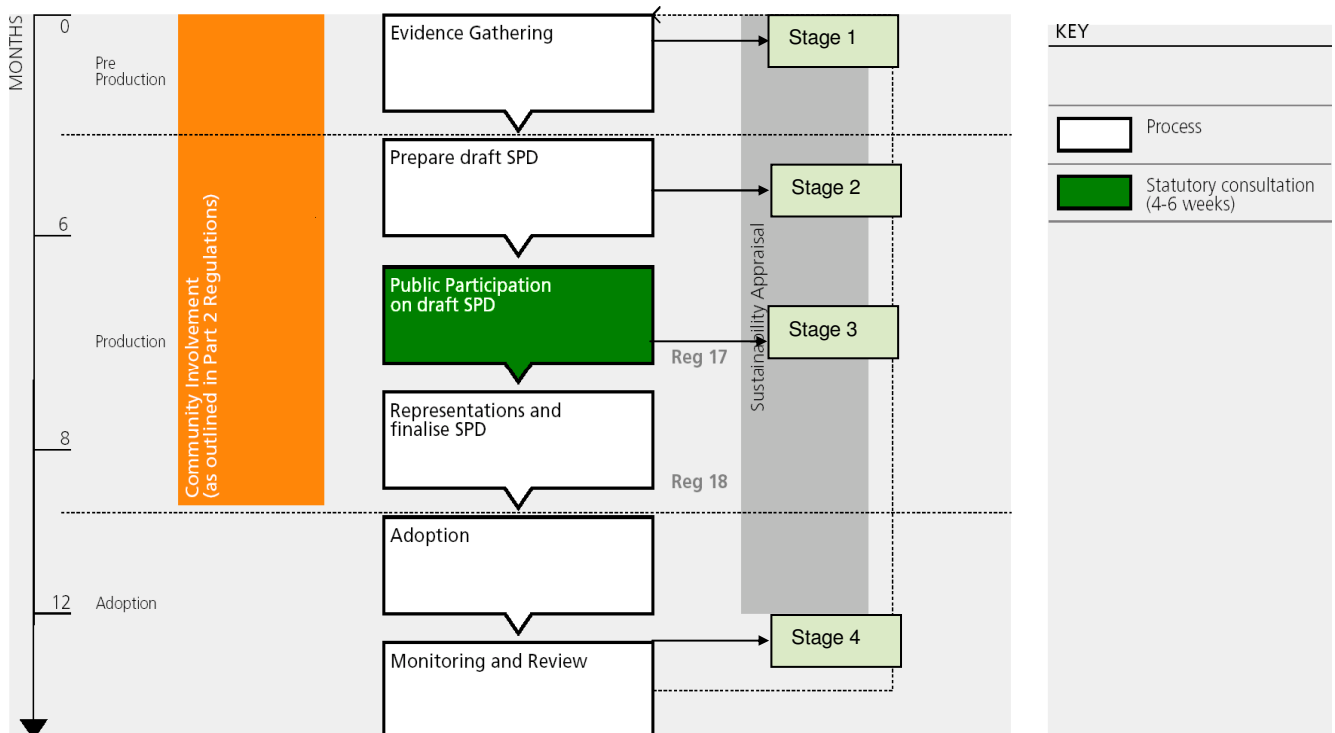 MONTHS
0
Pre
Production
6
Production
8
12
Adoption
Community Involvement
(as outlined in Part 2 Regulations)
Evidence Gathering
Prepare draft SPD
Public Participation
on draft SPD
Reg 17
Representations and
finalise SPD
Reg 18
Adoption
Monitoring and Review
Sustainability Appraisal
Stage 1
Stage 2
Stage 3
Stage 4
KEY
Process
Statutory consultation
(4-6 weeks)